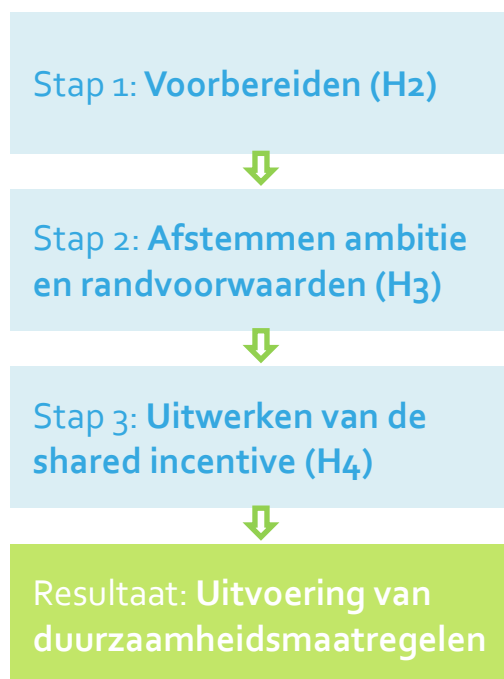 Stap 1: Voorbereiden (H2)
Stap 2: Afstemmen ambitie
en randvoorwaarden (H3)
Stap 3: Uitwerken van de
shared incentive (H4)
Resultaat: Uitvoering van
duurzaamheidsmaatregelen